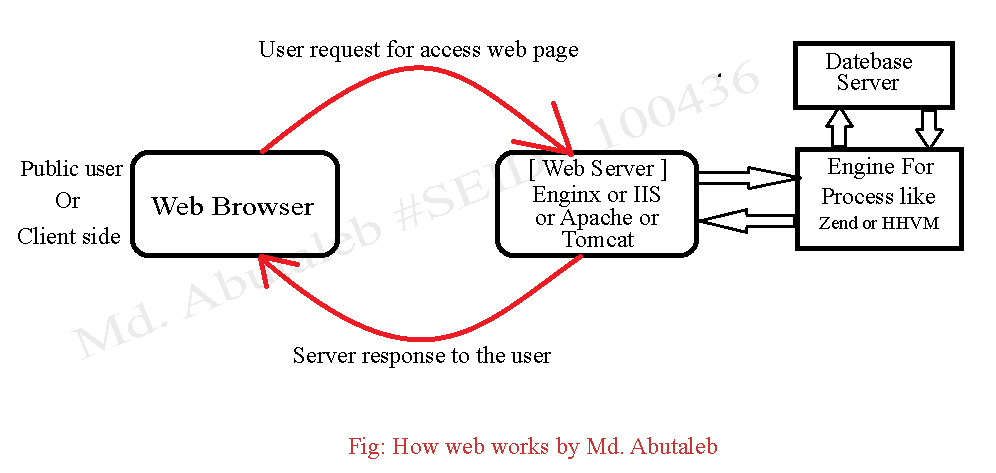 User request for access web page
Datebase
Server
Public user
Or
Client side
Web Browser
[ Web Server ]
Enginx or IIS
or Apache or
Tomcat
Engine For
Process like
Zend or HHVM
Md. Abutaleb #SEID 100436
Server response to the user
Fig: How web works by Md. Abutaleb